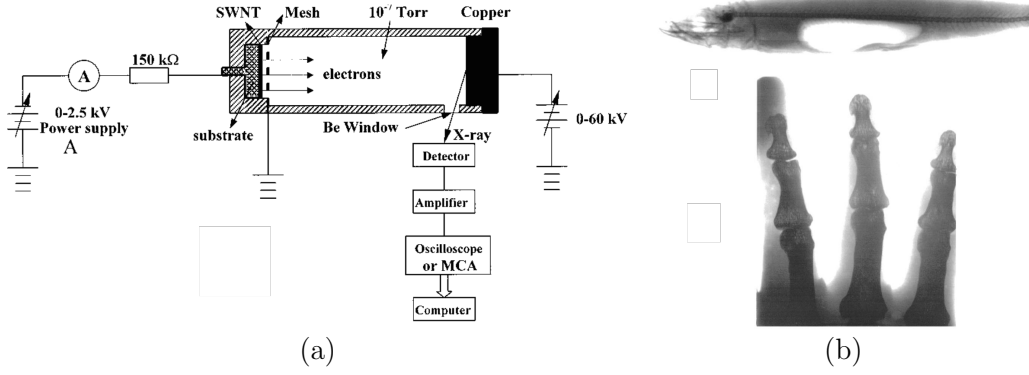 SWNT
Mesh
10⁻⁷ Torr
Copper
150 kΩ
A
electrons
0-2.5 kV
Power supply
A
substrate
Be Window
X-ray
0-60 kV
Detector
Amplifier
Oscilloscope
or MCA
Computer
(a)
(b)